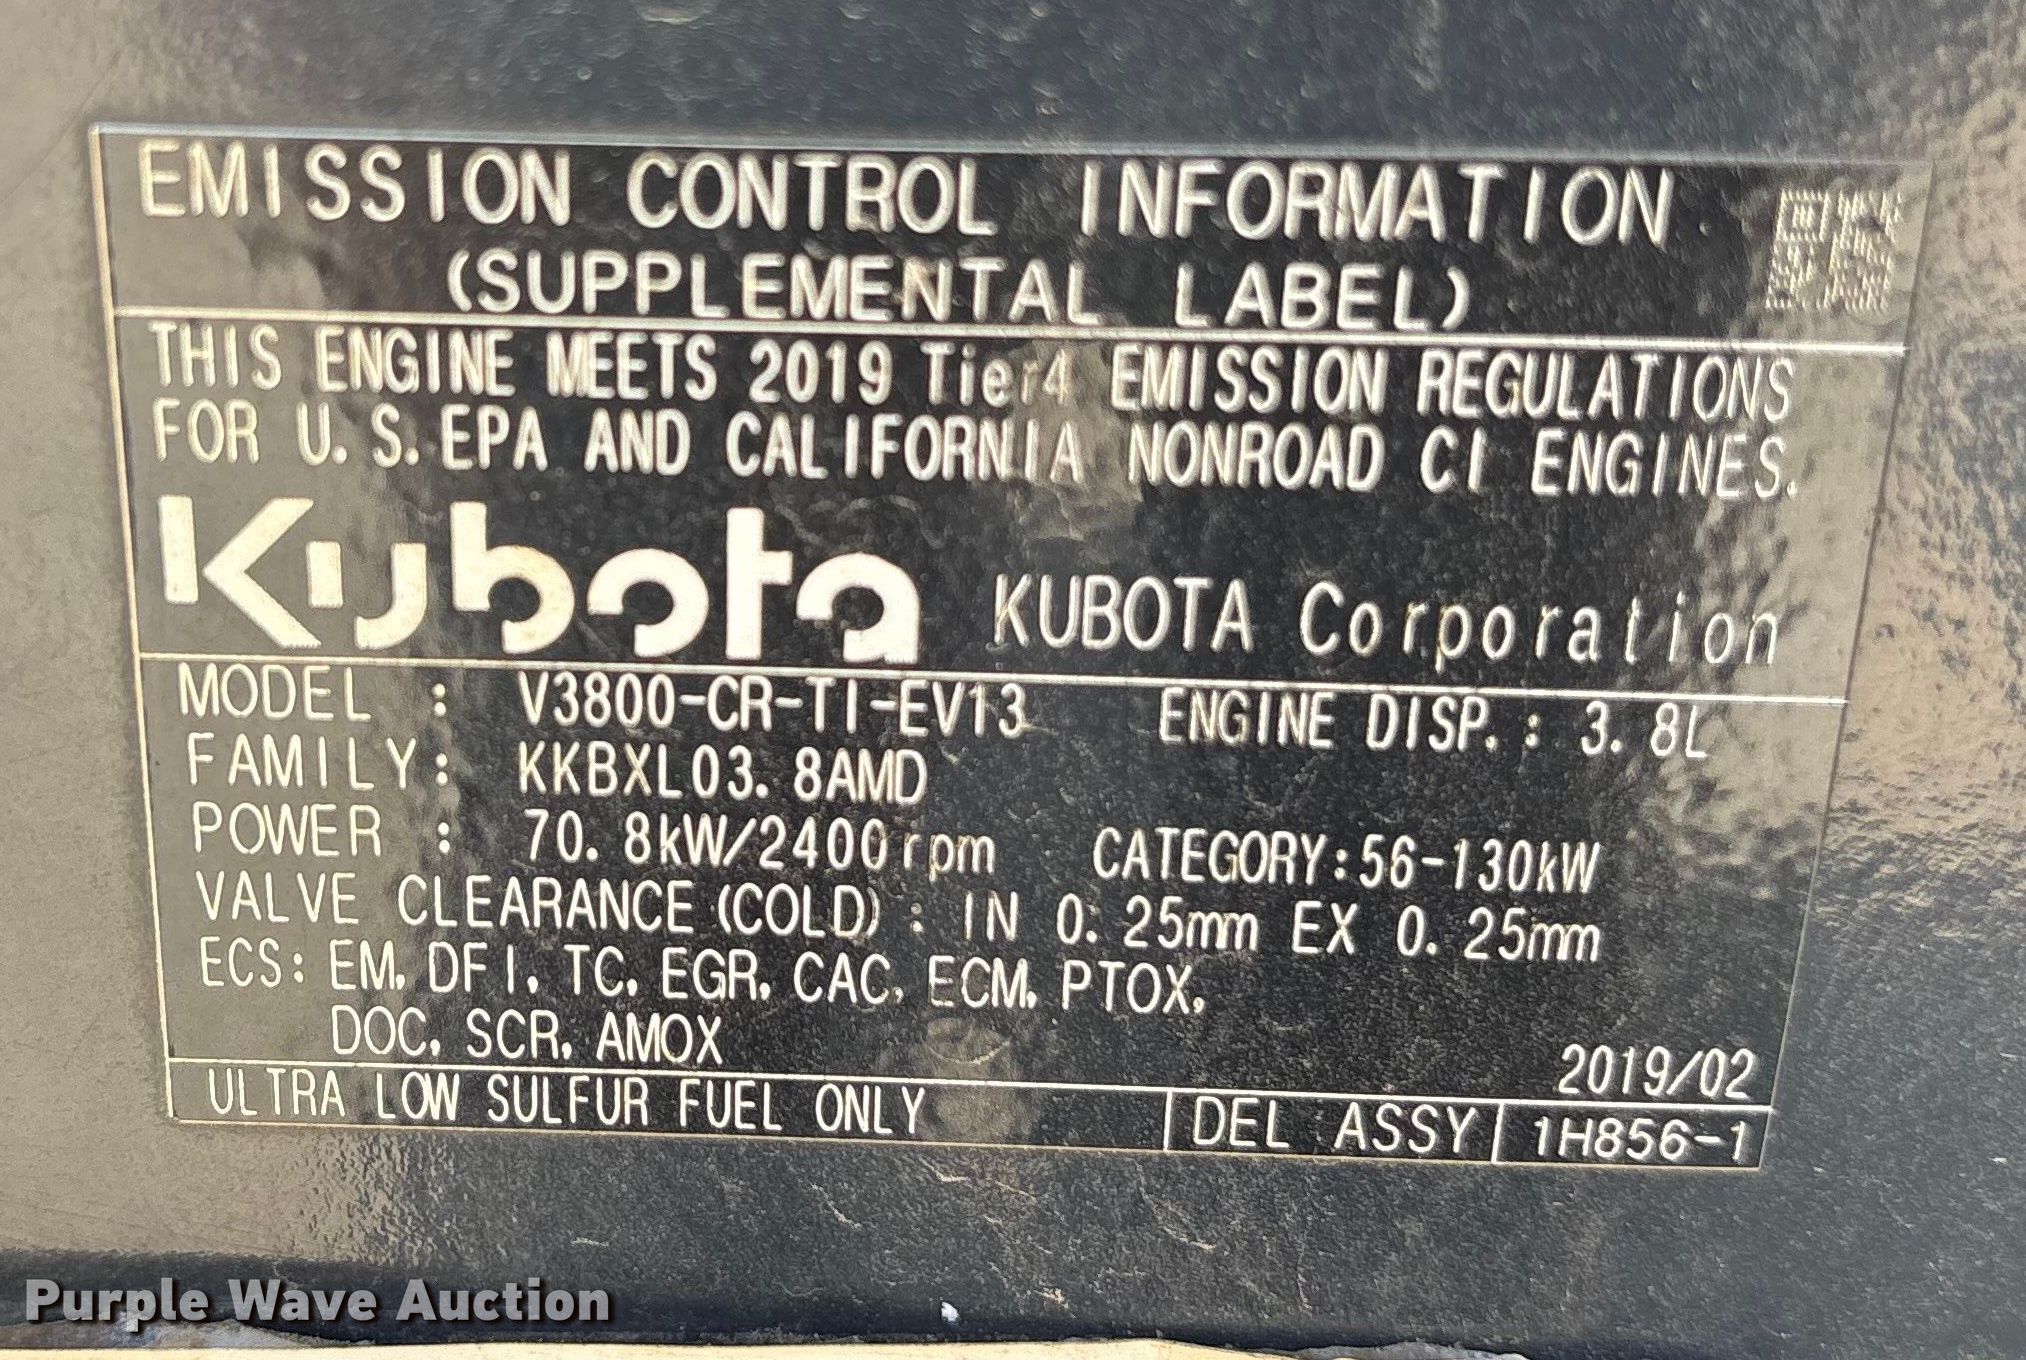 EMISSION CONTROL INFORMATION
(SUPPLEMENTAL LABEL)
THIS ENGINE MEETS 2019 Tier4 EMISSION REGULATIONS
FOR U.S.EPA AND CALIFORNIA NONROAD CI ENGINES.
Kubota KUBOTA Corporation
MODEL : V3800-CR-TI-EV13 ENGINE DISP. : 3.8L
FAMILY: KKBXL03.8AMD
POWER : 70.8kW/2400rpm CATEGORY:56-130kW
VALVE CLEARANCE (COLD) : IN 0.25mm EX 0.25mm
ECS: EM, DFI, TC, EGR, CAC, ECM, PTOX,
DOC, SCR, AMOX
2019/02
ULTRA LOW SULFUR FUEL ONLY DEL ASSY 1H856-1
Purple Wave Auction